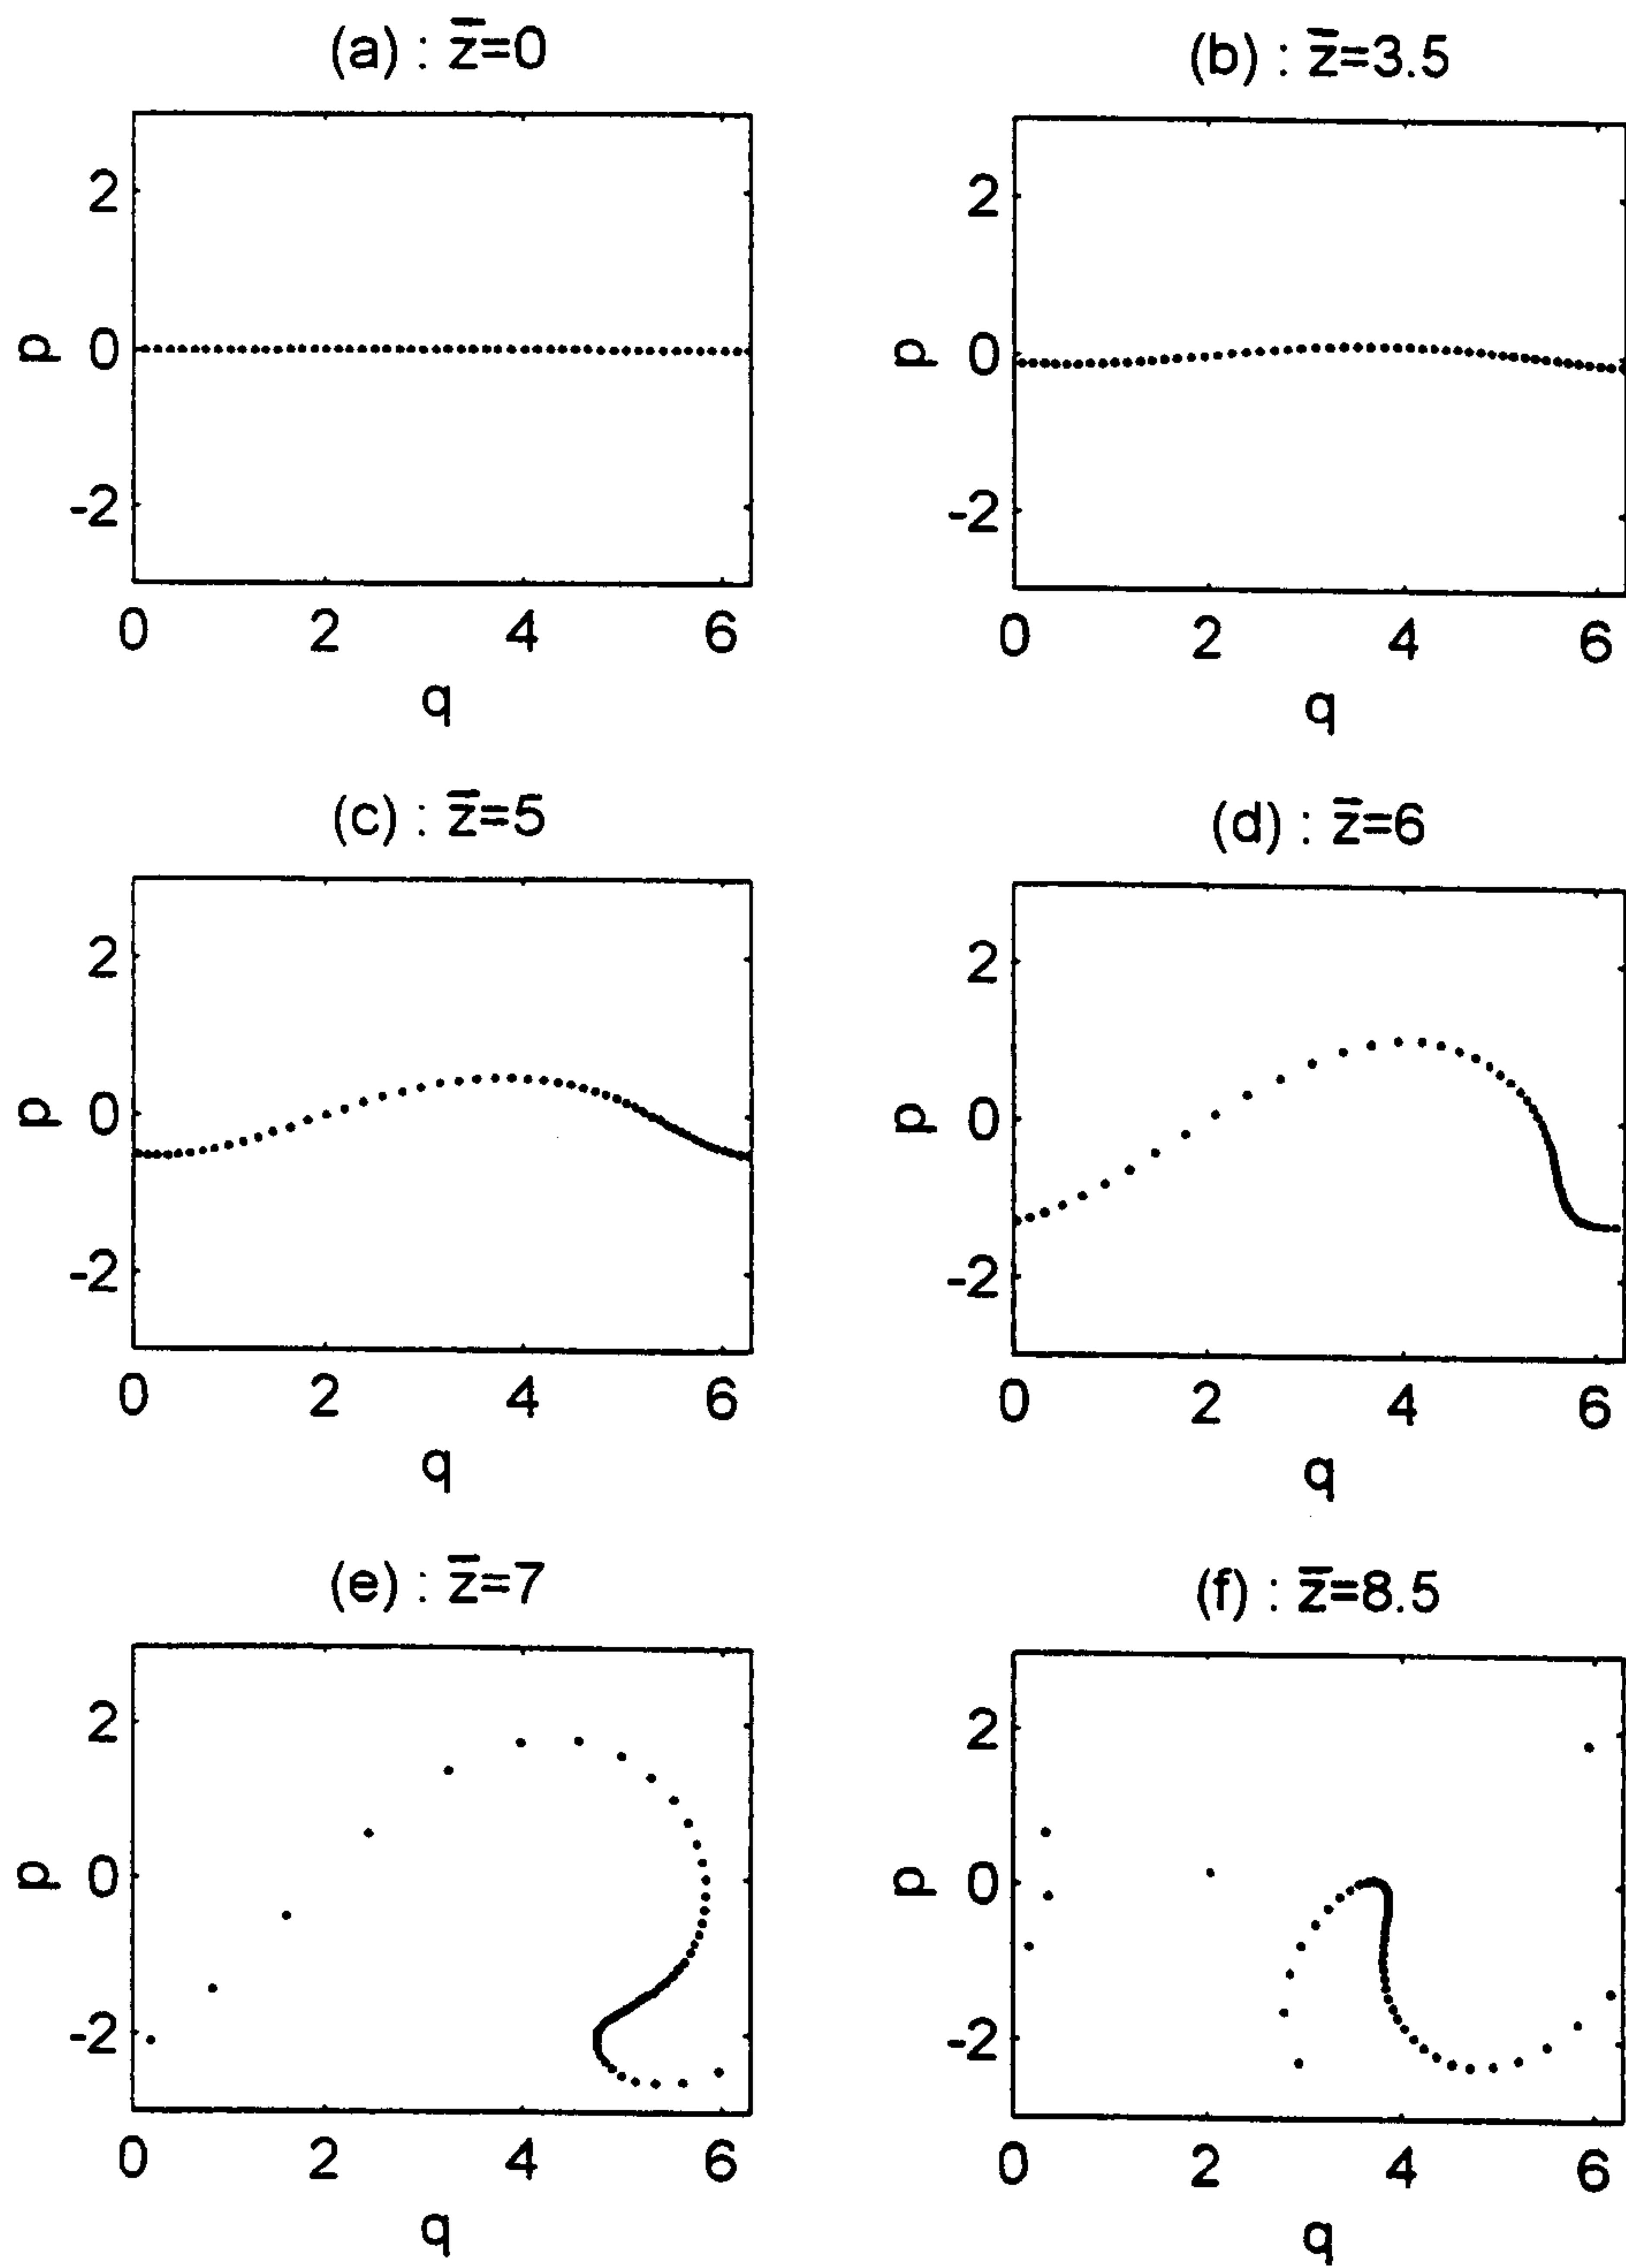 (a) : z̅=0
2
p 0
-2
0 2 4 6
q
(b) : z̅=3.5
2
p 0
-2
0 2 4 6
q
(c) : z̅=5
2
p 0
-2
0 2 4 6
q
(d) : z̅=6
2
p 0
-2
0 2 4 6
q
(e) : z̅=7
2
p 0
-2
0 2 4 6
q
(f) : z̅=8.5
2
p 0
-2
0 2 4 6
q